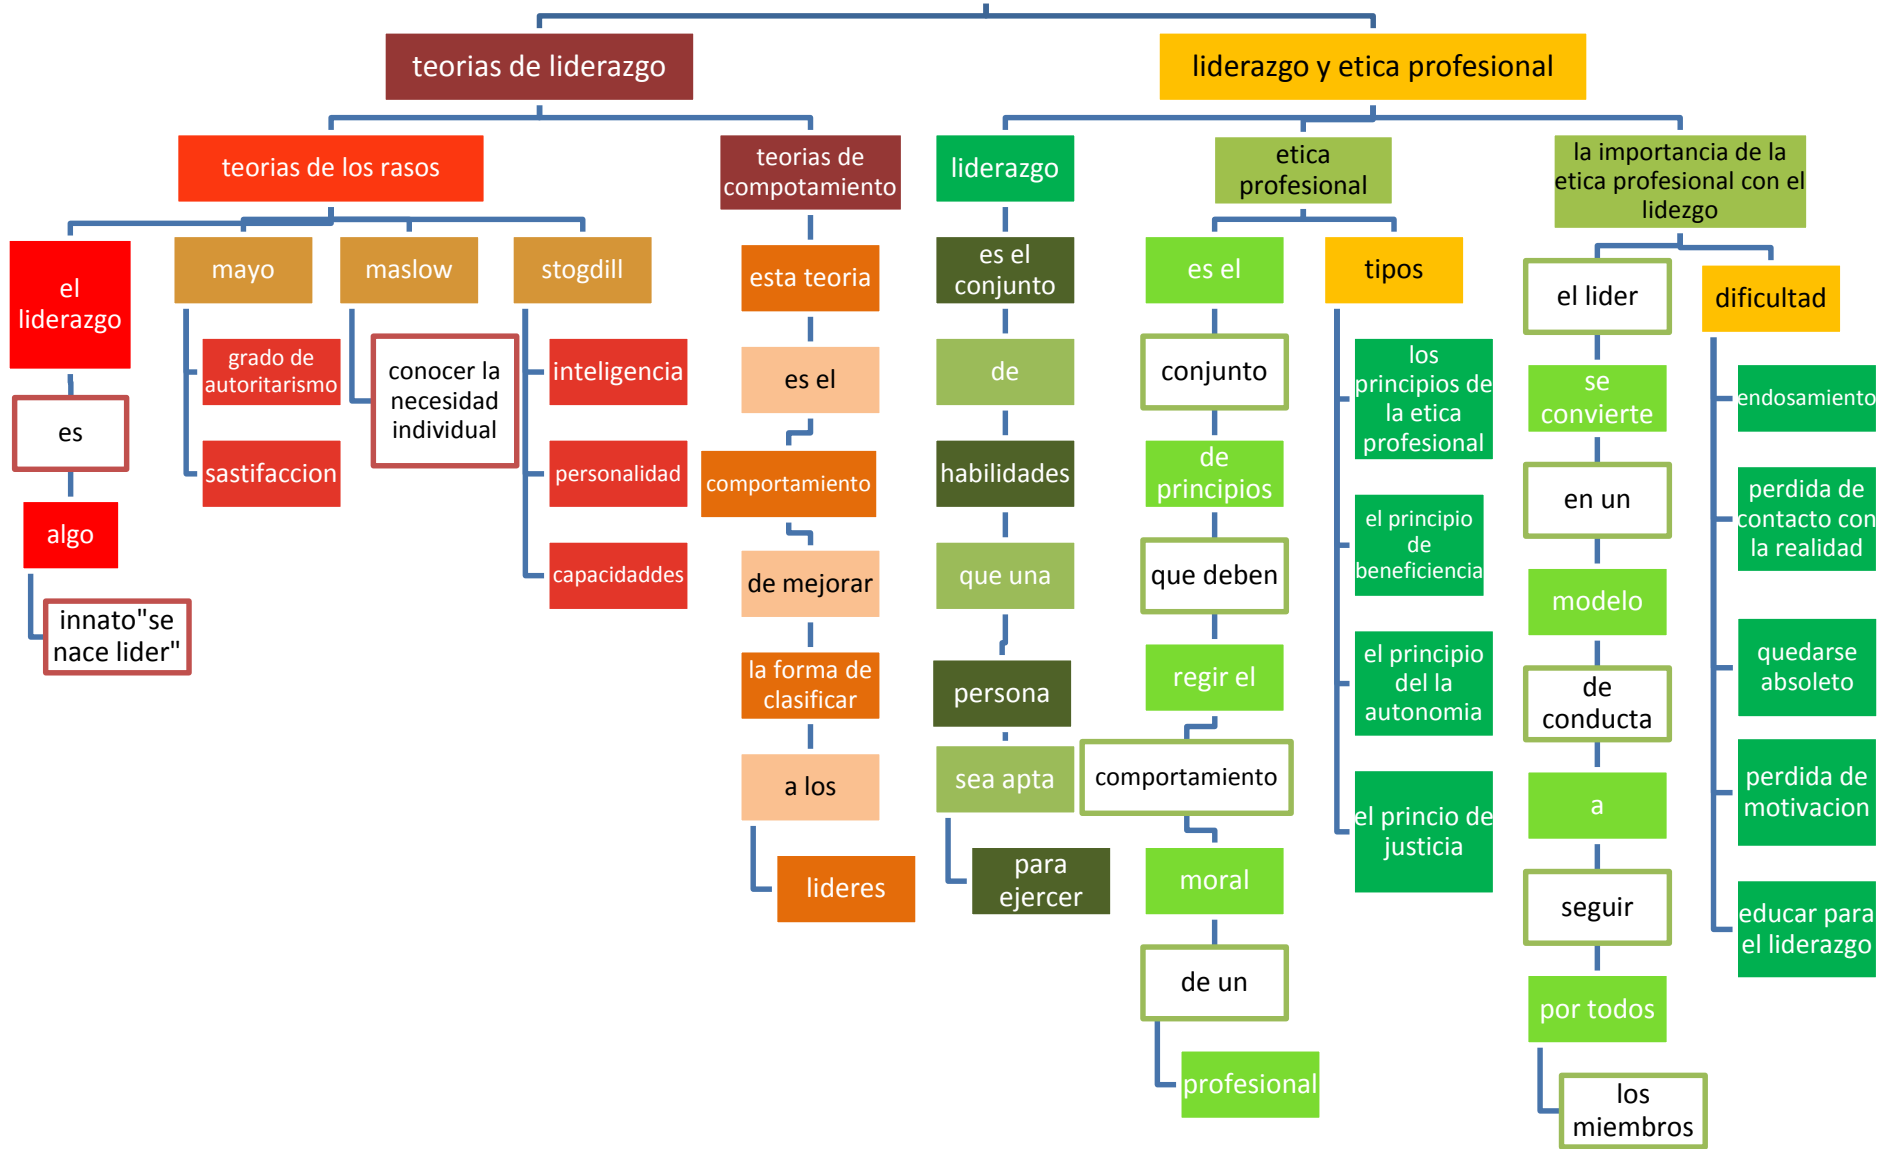 teorias de liderazgo
liderazgo y etica profesional
teorias de los rasos
teorias de
compotamiento
liderazgo
etica
profesional
la importancia de la
etica profesional con el
lidezgo
el
liderazgo
es
algo
innato"se
nace lider"
mayo
grado de
autoritarismo
sastifaccion
maslow
conocer la
necesidad
individual
stogdill
inteligencia
personalidad
capacidaddes
esta teoria
es el
comportamiento
de mejorar
la forma de
clasificar
a los
lideres
es el
conjunto
de
habilidades
que una
persona
sea apta
para
ejercer
es el
conjunto
de
principios
que deben
regir el
comportamiento
moral
de un
profesional
tipos
los
principios de
la etica
profesional
el principio
de
beneficiencia
el principio
del la
autonomia
el princio de
justicia
el lider
se
convierte
en un
modelo
de
conducta
a
seguir
por todos
los
miembros
dificultad
endosamiento
perdida de
contacto con
la realidad
quedarse
absoleto
perdida de
motivacion
educar para
el liderazgo